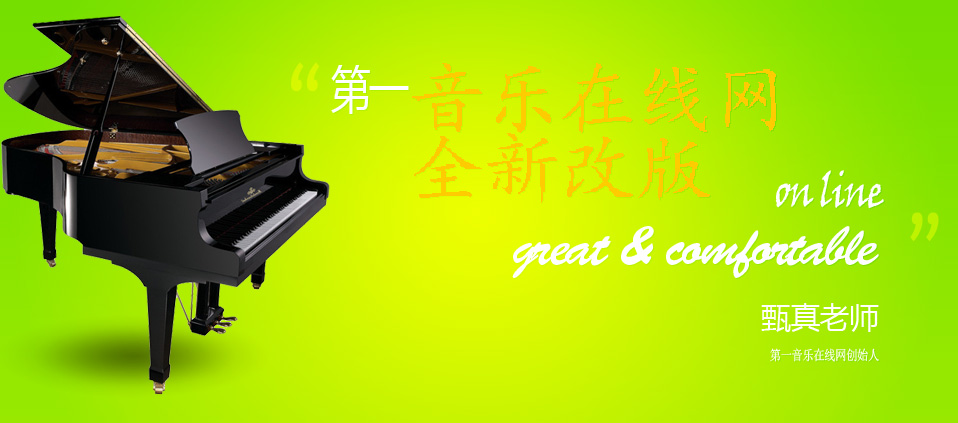 “第一音乐在线网
全新改版
on line
great & comfortable”
甄真老师
第一音乐在线网创始人